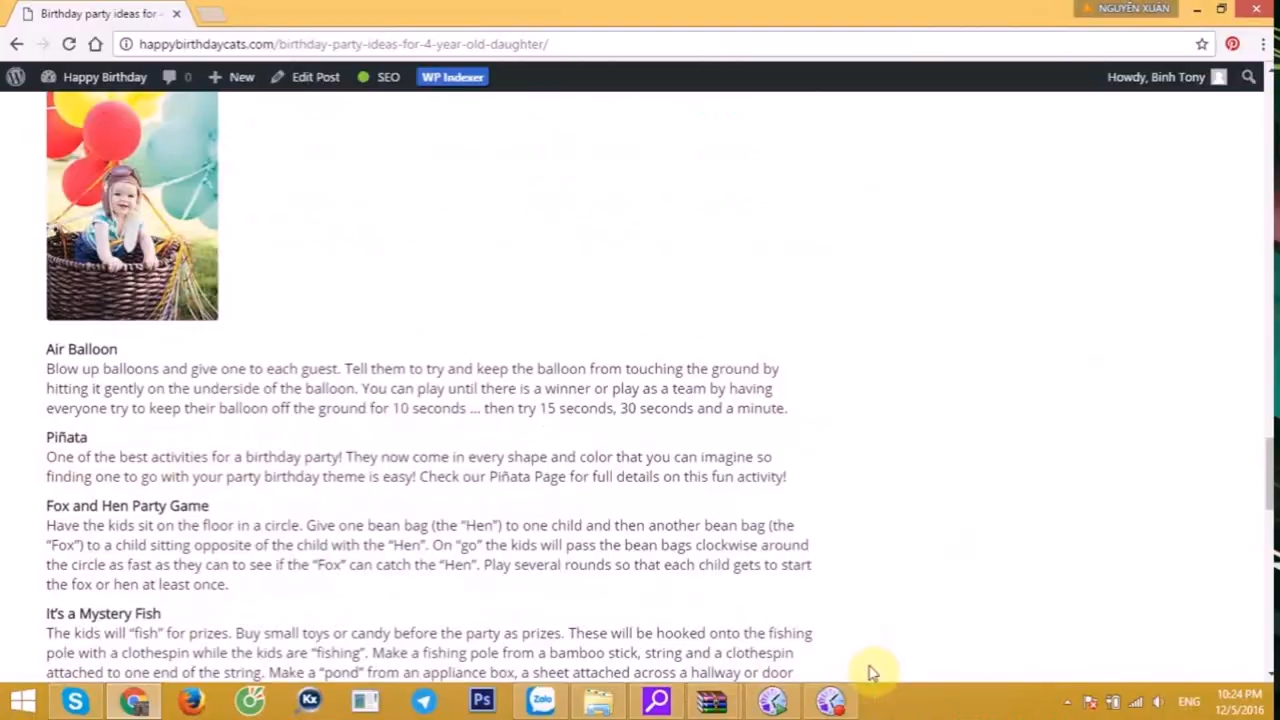 Birthday party ideas for
NGUYỄN XUÂN
happybirthdaycats.com/birthday-party-ideas-for-4-year-old-daughter/
Happy Birthday 0 New Edit Post SEO WP Indexer Howdy, Binh Tony
Air Balloon
Blow up balloons and give one to each guest. Tell them to try and keep the balloon from touching the ground by
hitting it gently on the underside of the balloon. You can play until there is a winner or play as a team by having
everyone try to keep their balloon off the ground for 10 seconds ... then try 15 seconds, 30 seconds and a minute.
Piñata
One of the best activities for a birthday party! They now come in every shape and color that you can imagine so
finding one to go with your party birthday theme is easy! Check our Piñata Page for full details on this fun activity!
Fox and Hen Party Game
Have the kids sit on the floor in a circle. Give one bean bag (the “Hen”) to one child and then another bean bag (the
“Fox”) to a child sitting opposite of the child with the “Hen”. On “go” the kids will pass the bean bags clockwise around
the circle as fast as they can to see if the “Fox” can catch the “Hen”. Play several rounds so that each child gets to start
the fox or hen at least once.
It’s a Mystery Fish
The kids will “fish” for prizes. Buy small toys or candy before the party as prizes. These will be hooked onto the fishing
pole with a clothespin while the kids are “fishing”. Make a fishing pole from a bamboo stick, string and a clothespin
attached to one end of the string. Make a “pond” from an appliance box, a sheet attached across a hallway or door
Kx Ps Zalo ENG 10:24 PM
12/5/2016